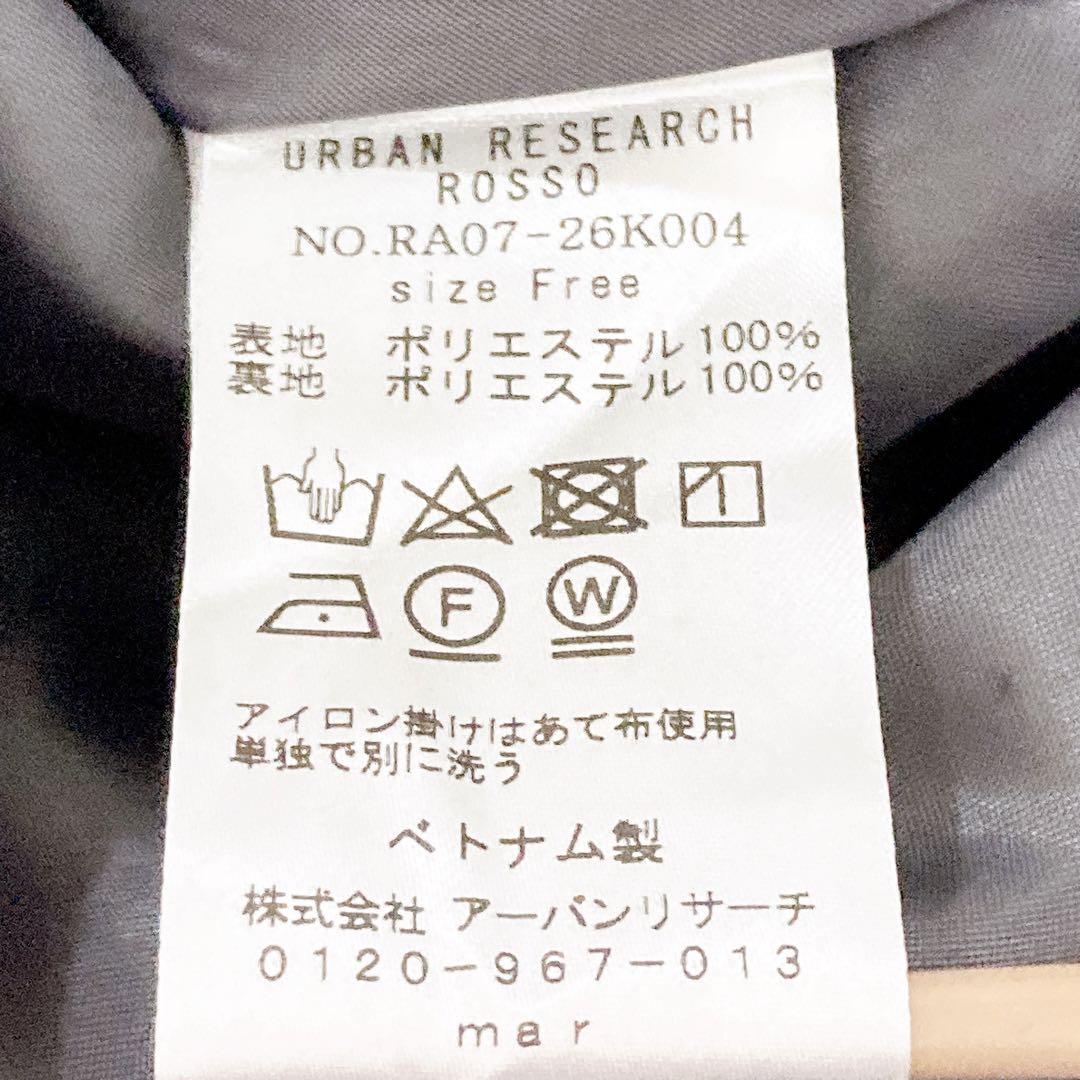 URBAN RESEARCH
ROSSO
NO.RA07-26K004
size Free
表地 ポリエステル100%
裏地 ポリエステル100%
F W
アイロン掛けはあて布使用
単独で別に洗う
ベトナム製
株式会社 アーバンリサーチ
0120-967-013
mar